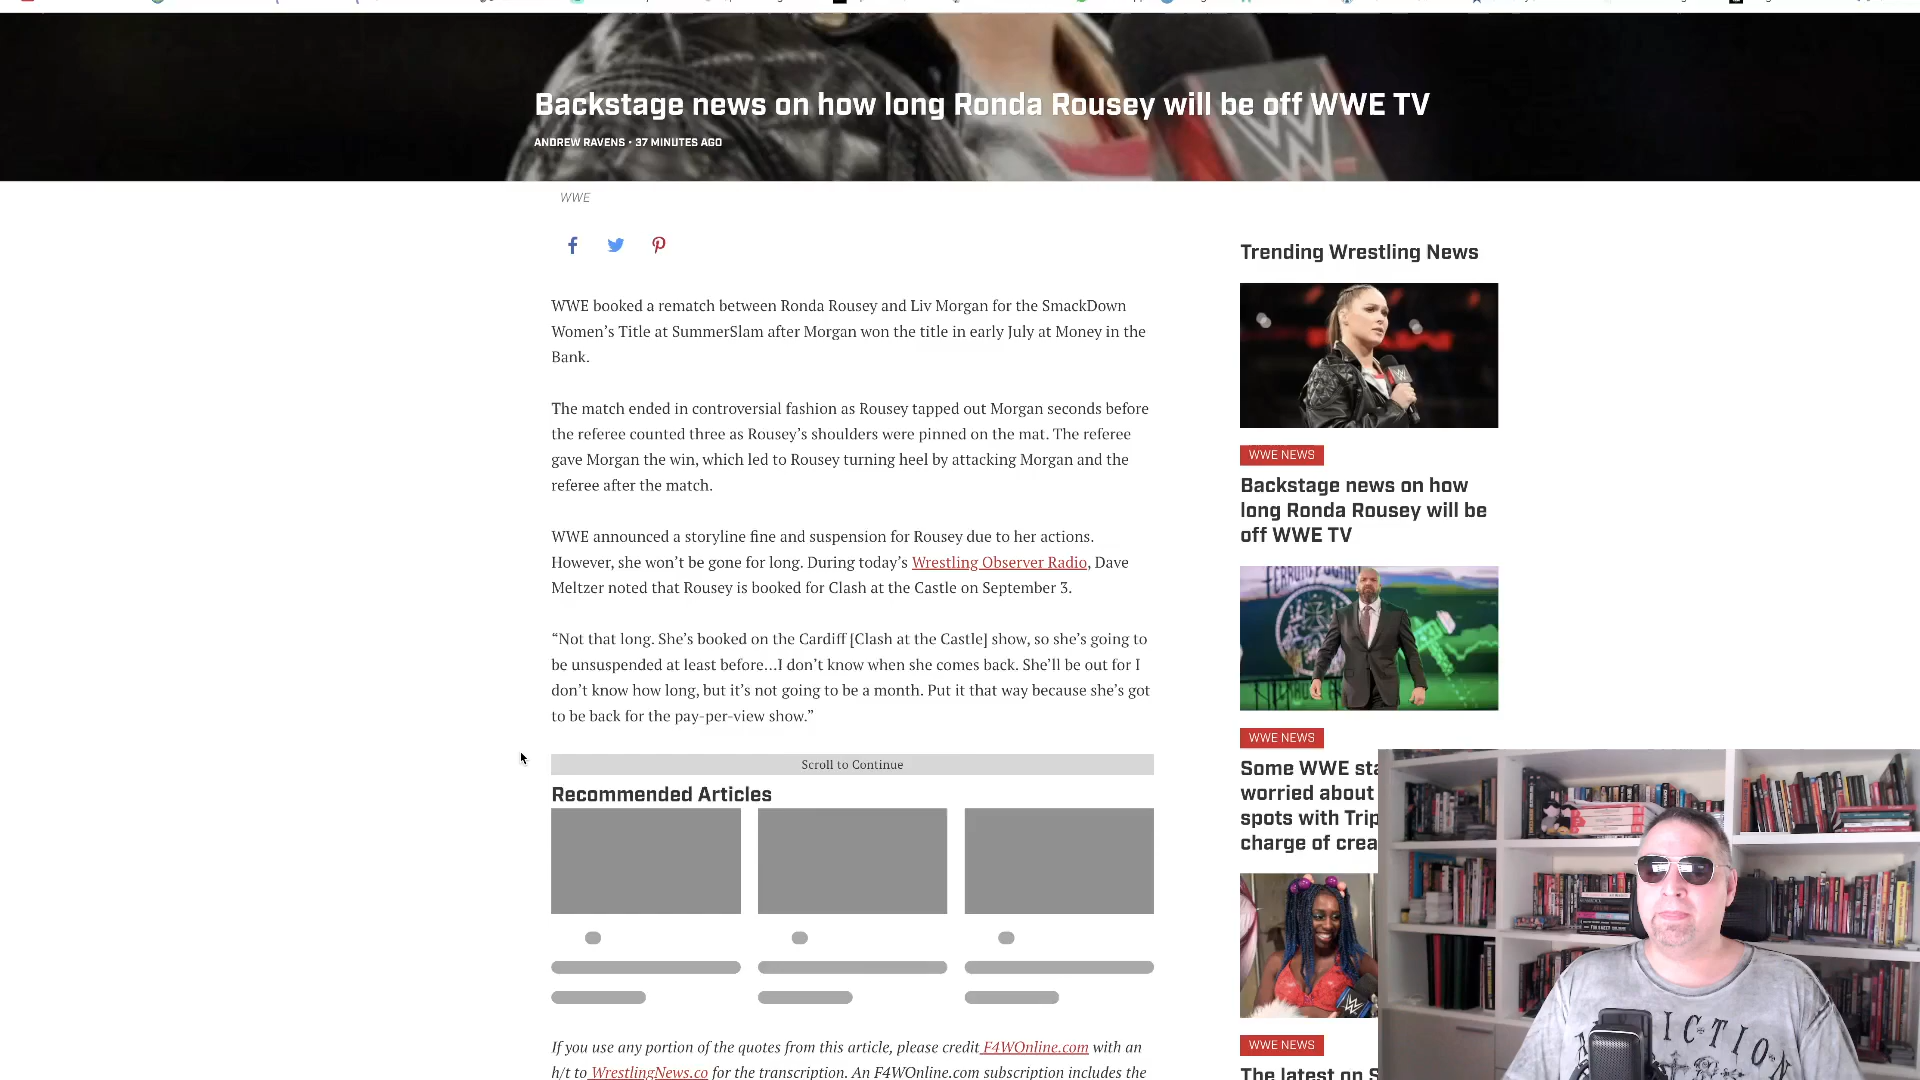 Backstage news on how long Ronda Rousey will be off WWE TV
ANDREW RAVENS • 37 MINUTES AGO
WWE
WWE booked a rematch between Ronda Rousey and Liv Morgan for the SmackDown
Women’s Title at SummerSlam after Morgan won the title in early July at Money in the
Bank.
The match ended in controversial fashion as Rousey tapped out Morgan seconds before
the referee counted three as Rousey’s shoulders were pinned on the mat. The referee
gave Morgan the win, which led to Rousey turning heel by attacking Morgan and the
referee after the match.
WWE announced a storyline fine and suspension for Rousey due to her actions.
However, she won’t be gone for long. During today’s Wrestling Observer Radio, Dave
Meltzer noted that Rousey is booked for Clash at the Castle on September 3.
“Not that long. She’s booked on the Cardiff [Clash at the Castle] show, so she’s going to
be unsuspended at least before…I don’t know when she comes back. She’ll be out for I
don’t know how long, but it’s not going to be a month. Put it that way because she’s got
to be back for the pay-per-view show.”
Scroll to Continue
Recommended Articles
If you use any portion of the quotes from this article, please credit F4WOnline.com with an
h/t to WrestlingNews.co for the transcription. An F4WOnline.com subscription includes the
Trending Wrestling News
WWE NEWS
Backstage news on how
long Ronda Rousey will be
off WWE TV
WWE NEWS
Some WWE sta
worried about
spots with Trip
charge of crea
WWE NEWS
The latest on S
ICTION